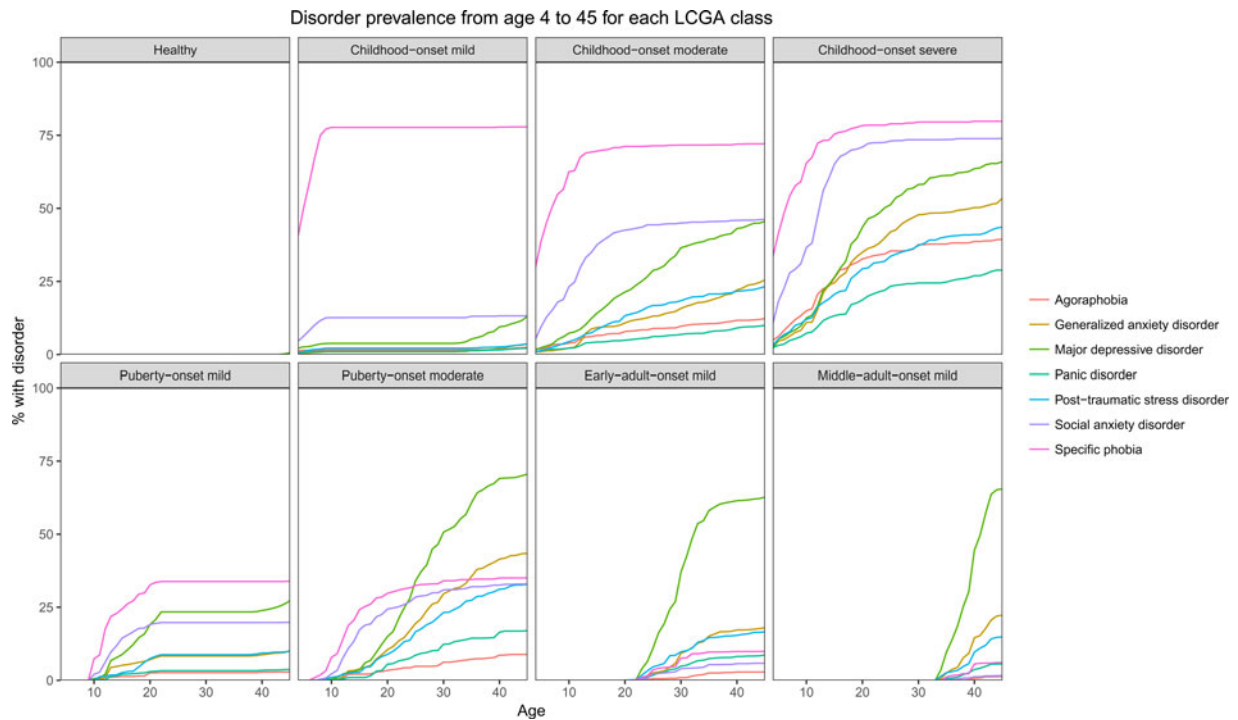 Disorder prevalence from age 4 to 45 for each LCGA class
Healthy
Childhood−onset mild
Childhood−onset moderate
Childhood−onset severe
100
75
50
25
0
Puberty−onset mild
Puberty−onset moderate
Early−adult−onset mild
Middle−adult−onset mild
100
75
50
25
0
10 20 30 40
10 20 30 40
10 20 30 40
10 20 30 40
% with disorder
Age
Agoraphobia
Generalized anxiety disorder
Major depressive disorder
Panic disorder
Post−traumatic stress disorder
Social anxiety disorder
Specific phobia